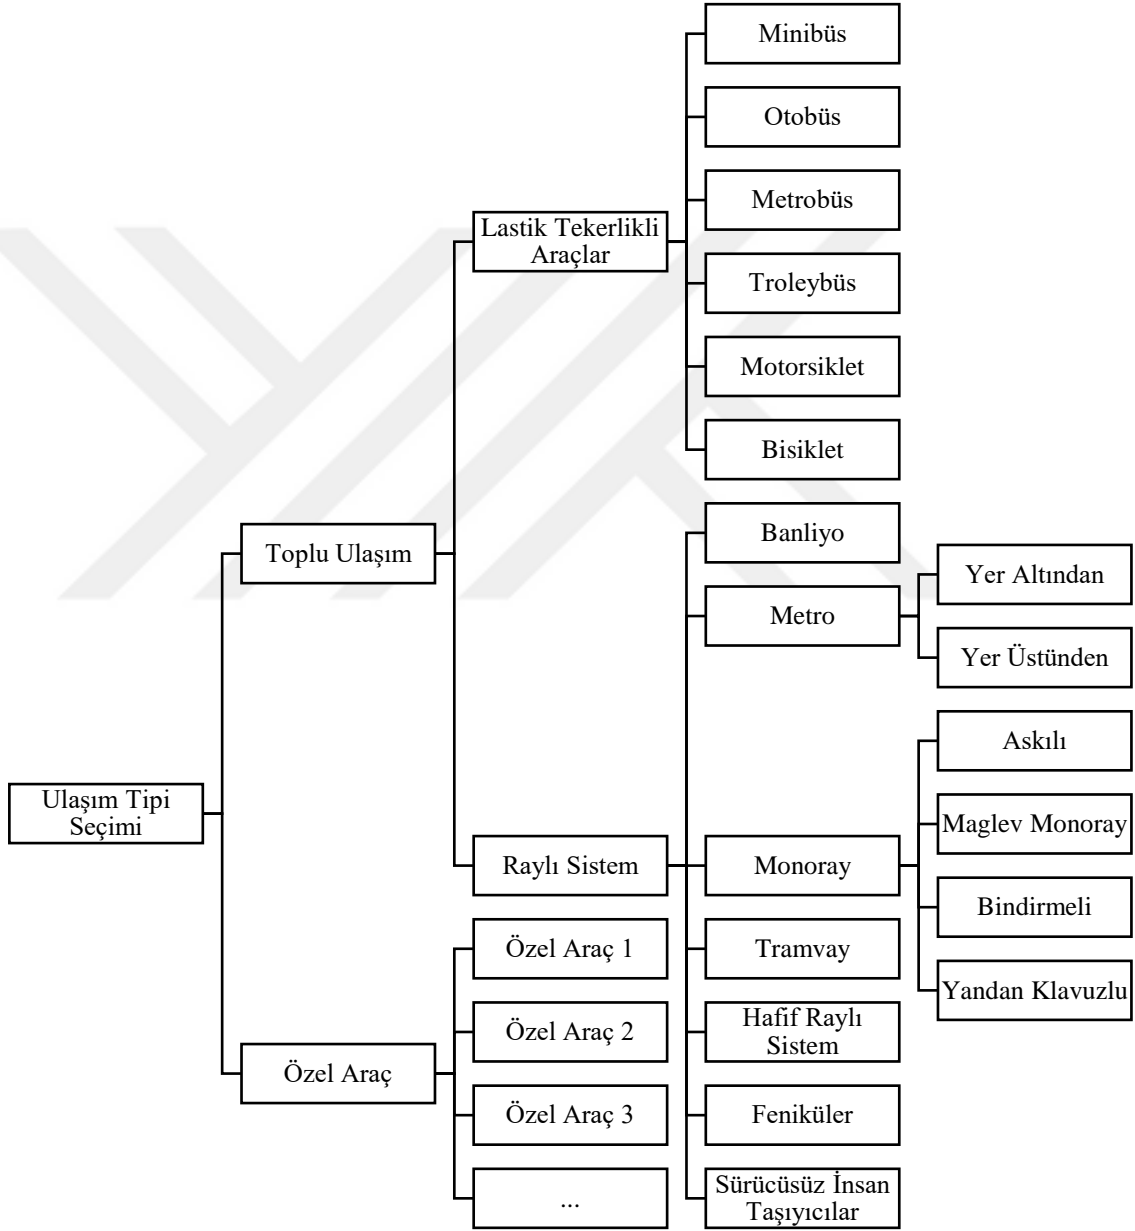 Ulaşım Tipi
Seçimi
Toplu Ulaşım
Lastik Tekerlikli
Araçlar
Minibüs
Otobüs
Metrobüs
Troleybüs
Motorsiklet
Bisiklet
Raylı Sistem
Banliyo
Metro
Yer Altından
Yer Üstünden
Monoray
Askılı
Maglev Monoray
Bindirmeli
Yandan Klavuzlu
Tramvay
Hafif Raylı
Sistem
Feniküler
Sürücüsüz İnsan
Taşıyıcılar
Özel Araç
Özel Araç 1
Özel Araç 2
Özel Araç 3
...